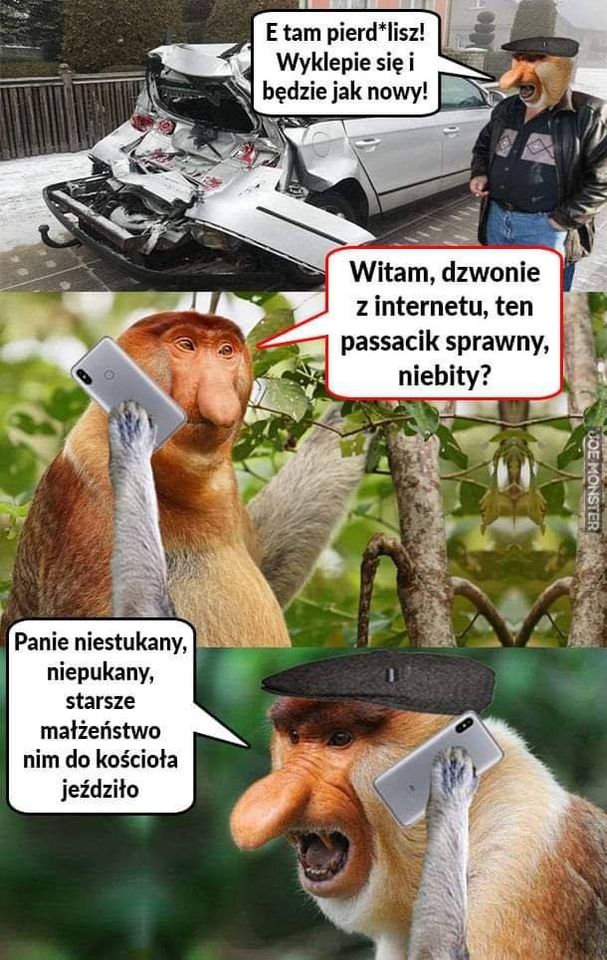 E tam pierd*lisz!
Wyklepie się i
będzie jak nowy!
Witam, dzwonie
z internetu, ten
passacik sprawny,
niebity?
JOE MONSTER
Panie niestukany,
niepukany,
starsze
małżeństwo
nim do kościoła
jeździło